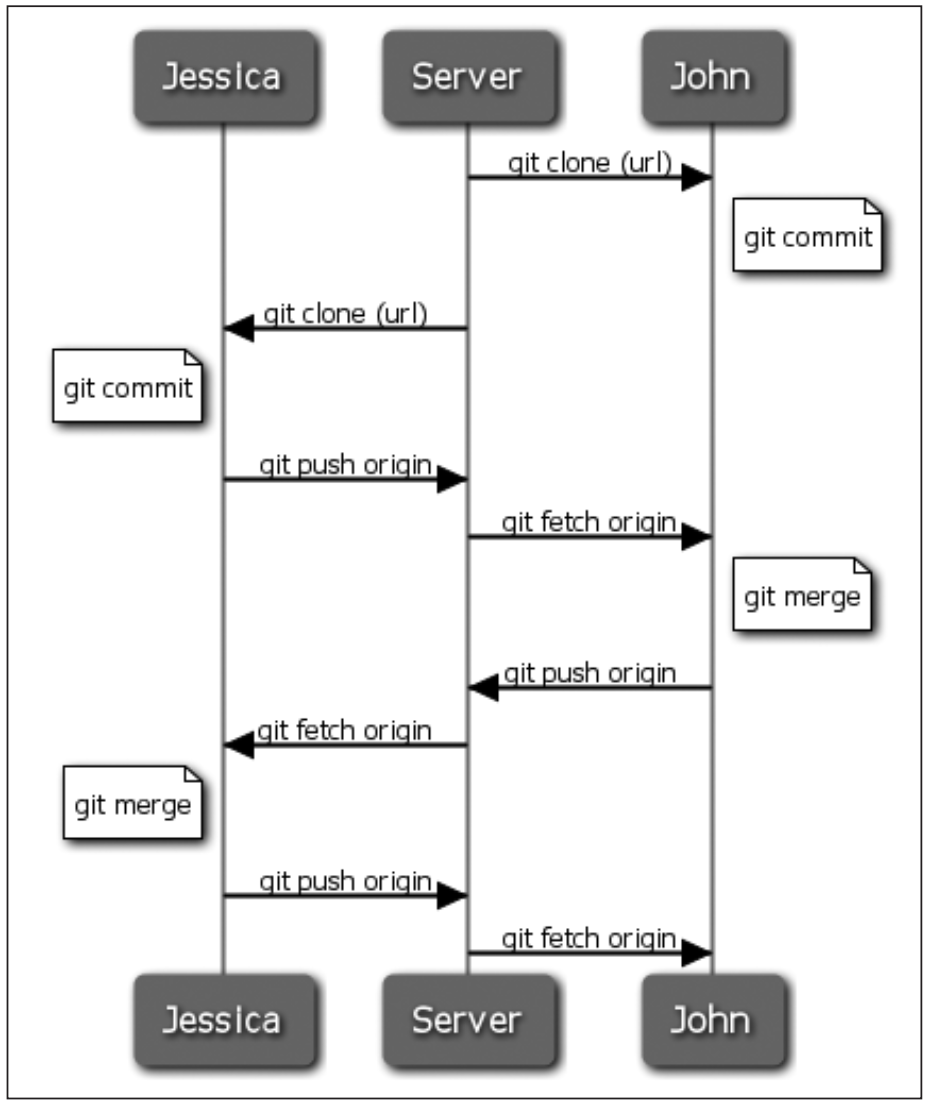 Jessica
Server
John
git clone (url)
git commit
git clone (url)
git commit
git push origin
git fetch origin
git merge
git push origin
git fetch origin
git merge
git push origin
git fetch origin
Jessica
Server
John